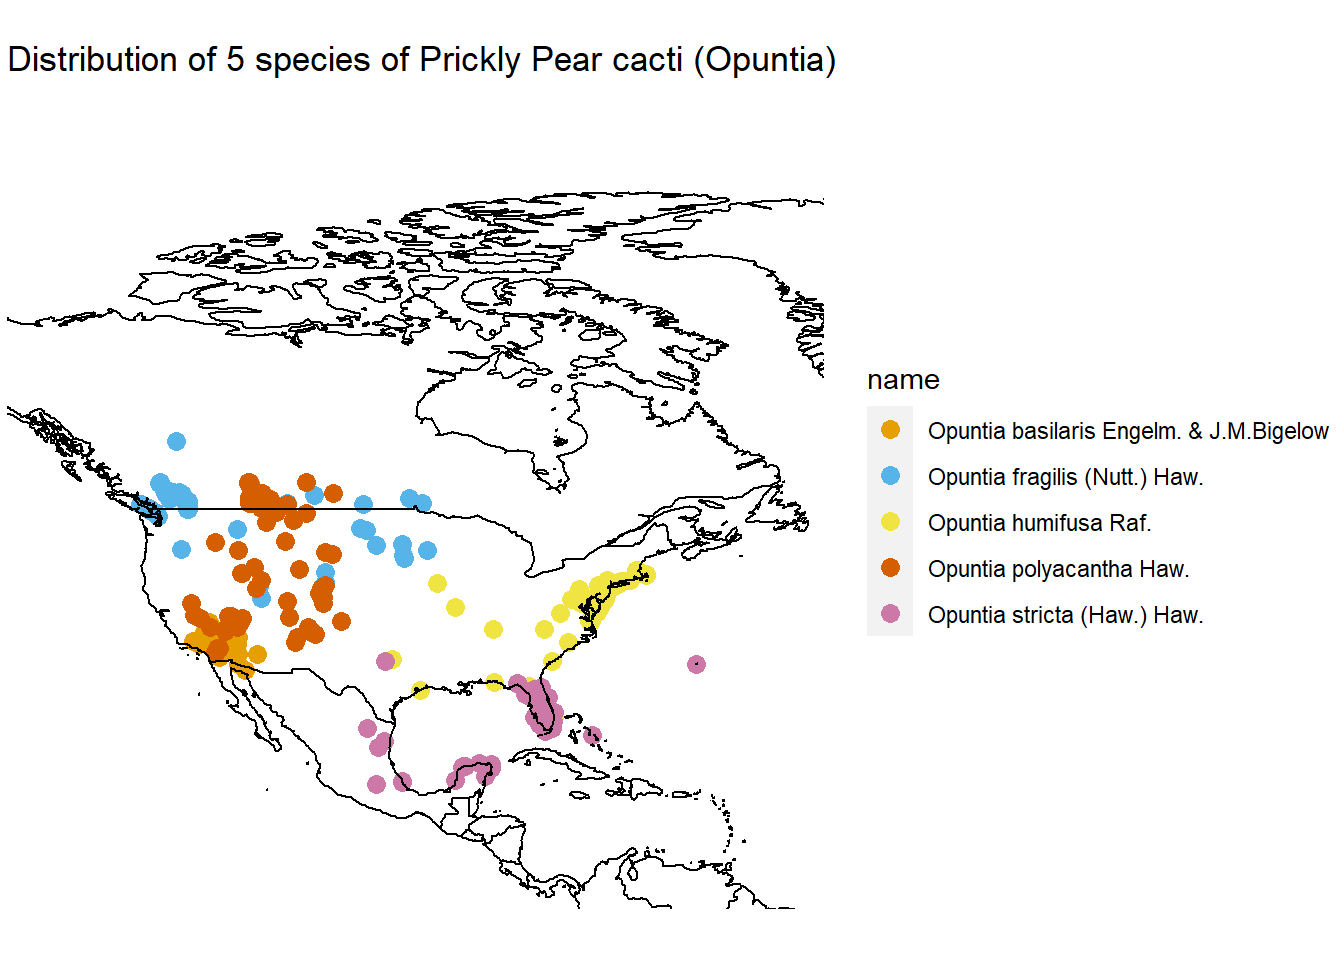 Distribution of 5 species of Prickly Pear cacti (Opuntia)
name
Opuntia basilaris Engelm. & J.M.Bigelow
Opuntia fragilis (Nutt.) Haw.
Opuntia humifusa Raf.
Opuntia polyacantha Haw.
Opuntia stricta (Haw.) Haw.